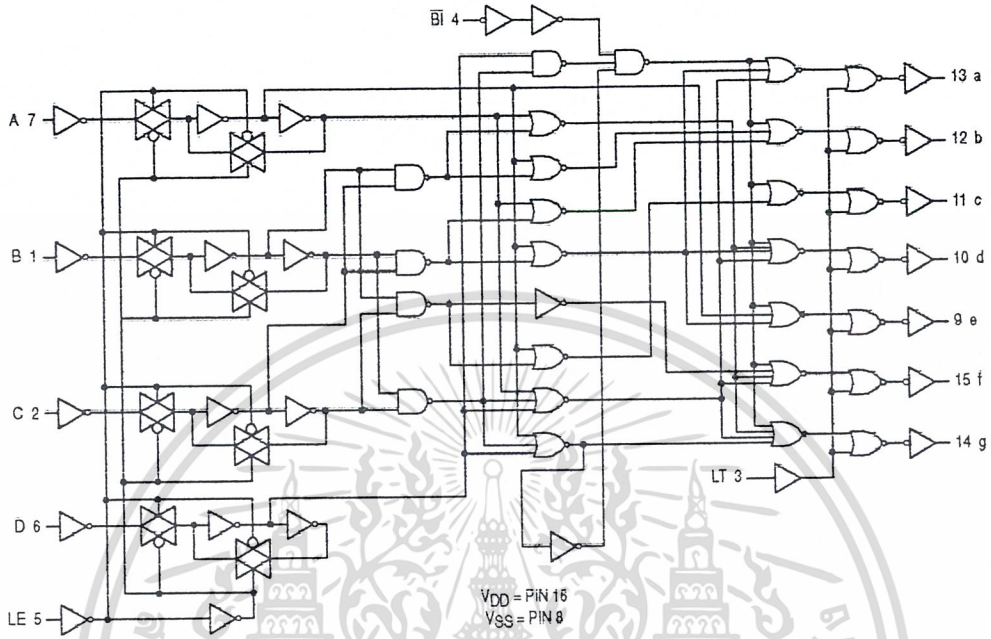 B̅I̅ 4
13 a
A 7
12 b
11 c
B 1
10 d
9 e
15 f
C 2
14 g
LT 3
D 6
VDD = PIN 16
VSS = PIN 8
LE 5